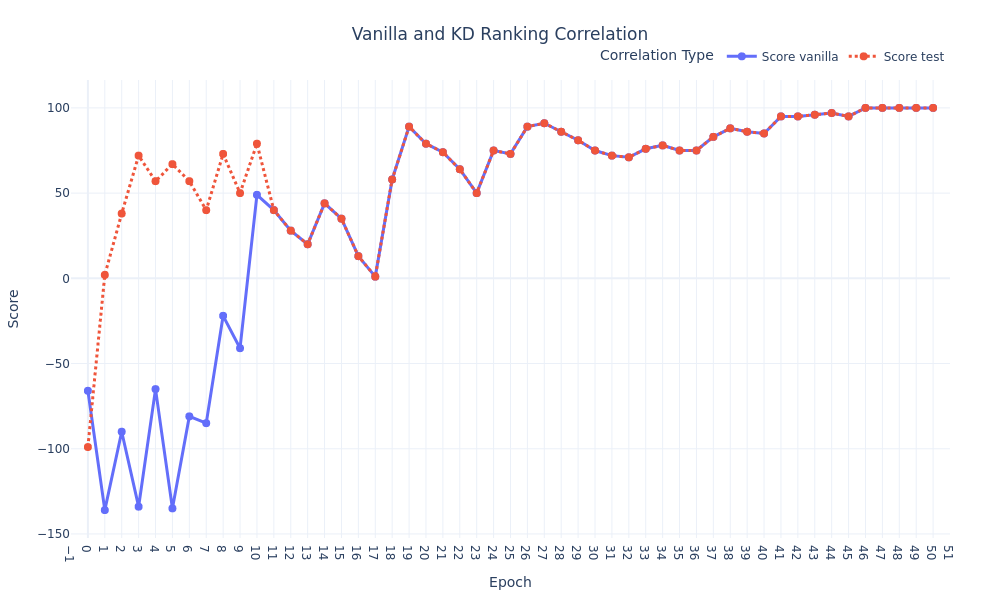 Vanilla and KD Ranking Correlation
Correlation Type Score vanilla Score test
100
50
0
−50
−100
−150
Score
−1 0 1 2 3 4 5 6 7 8 9 10 11 12 13 14 15 16 17 18 19 20 21 22 23 24 25 26 27 28 29 30 31 32 33 34 35 36 37 38 39 40 41 42 43 44 45 46 47 48 49 50 51
Epoch